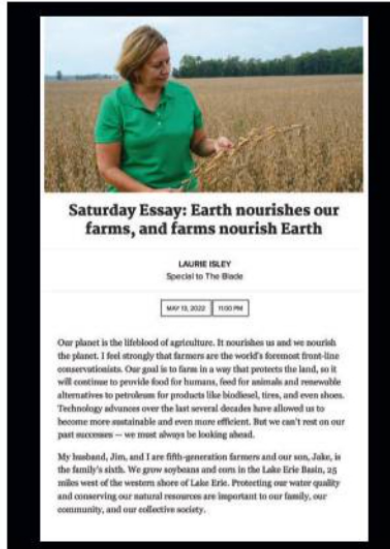 Saturday Essay: Earth nourishes our
farms, and farms nourish Earth
LAURIE ISLEY
Special to The Blade
MAY 13, 2022 11:00 PM
Our planet is the lifeblood of agriculture. It nourishes us and we nourish
the planet. I feel strongly that farmers are the world's foremost front-line
conservationists. Our goal is to farm in a way that protects the land, so it
will continue to provide food for humans, feed for animals and renewable
alternatives to petroleum for products like biodiesel, tires, and even shoes.
Technology advances over the last several decades have allowed us to
become more sustainable and even more efficient. But we can't rest on our
past successes — we must always be looking ahead.
My husband, Jim, and I are fifth-generation farmers and our son, Jake, is
the family's sixth. We grow soybeans and corn in the Lake Erie Basin, 25
miles west of the western shore of Lake Erie. Protecting our water quality
and conserving our natural resources are important to our family, our
community, and our collective society.